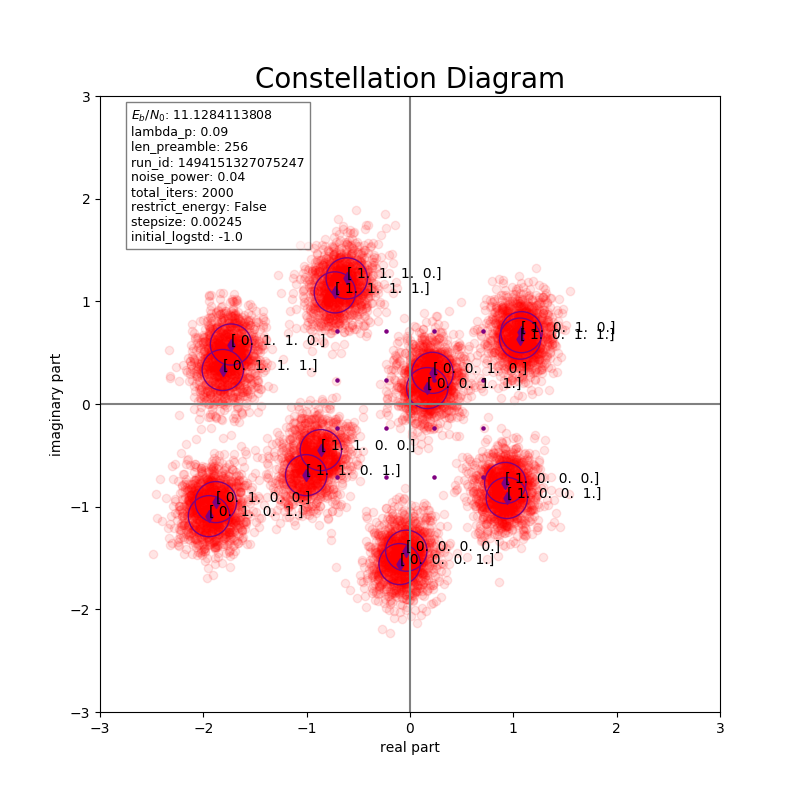 Constellation Diagram
E_b/N_0: 11.1284113808
lambda_p: 0.09
len_preamble: 256
run_id: 1494151327075247
noise_power: 0.04
total_iters: 2000
restrict_energy: False
stepsize: 0.00245
initial_logstd: -1.0
[ 1. 1. 1. 0.]
[ 1. 1. 1. 1.]
[ 1. 0. 1. 0.]
[ 1. 0. 1. 1.]
[ 0. 1. 1. 0.]
[ 0. 1. 1. 1.]
[ 0. 0. 1. 0.]
[ 0. 0. 1. 1.]
[ 1. 1. 0. 0.]
[ 1. 1. 0. 1.]
[ 1. 0. 0. 0.]
[ 1. 0. 0. 1.]
[ 0. 1. 0. 0.]
[ 0. 1. 0. 1.]
[ 0. 0. 0. 0.]
[ 0. 0. 0. 1.]
3
2
1
0
−1
−2
−3
imaginary part
−3 −2 −1 0 1 2 3
real part